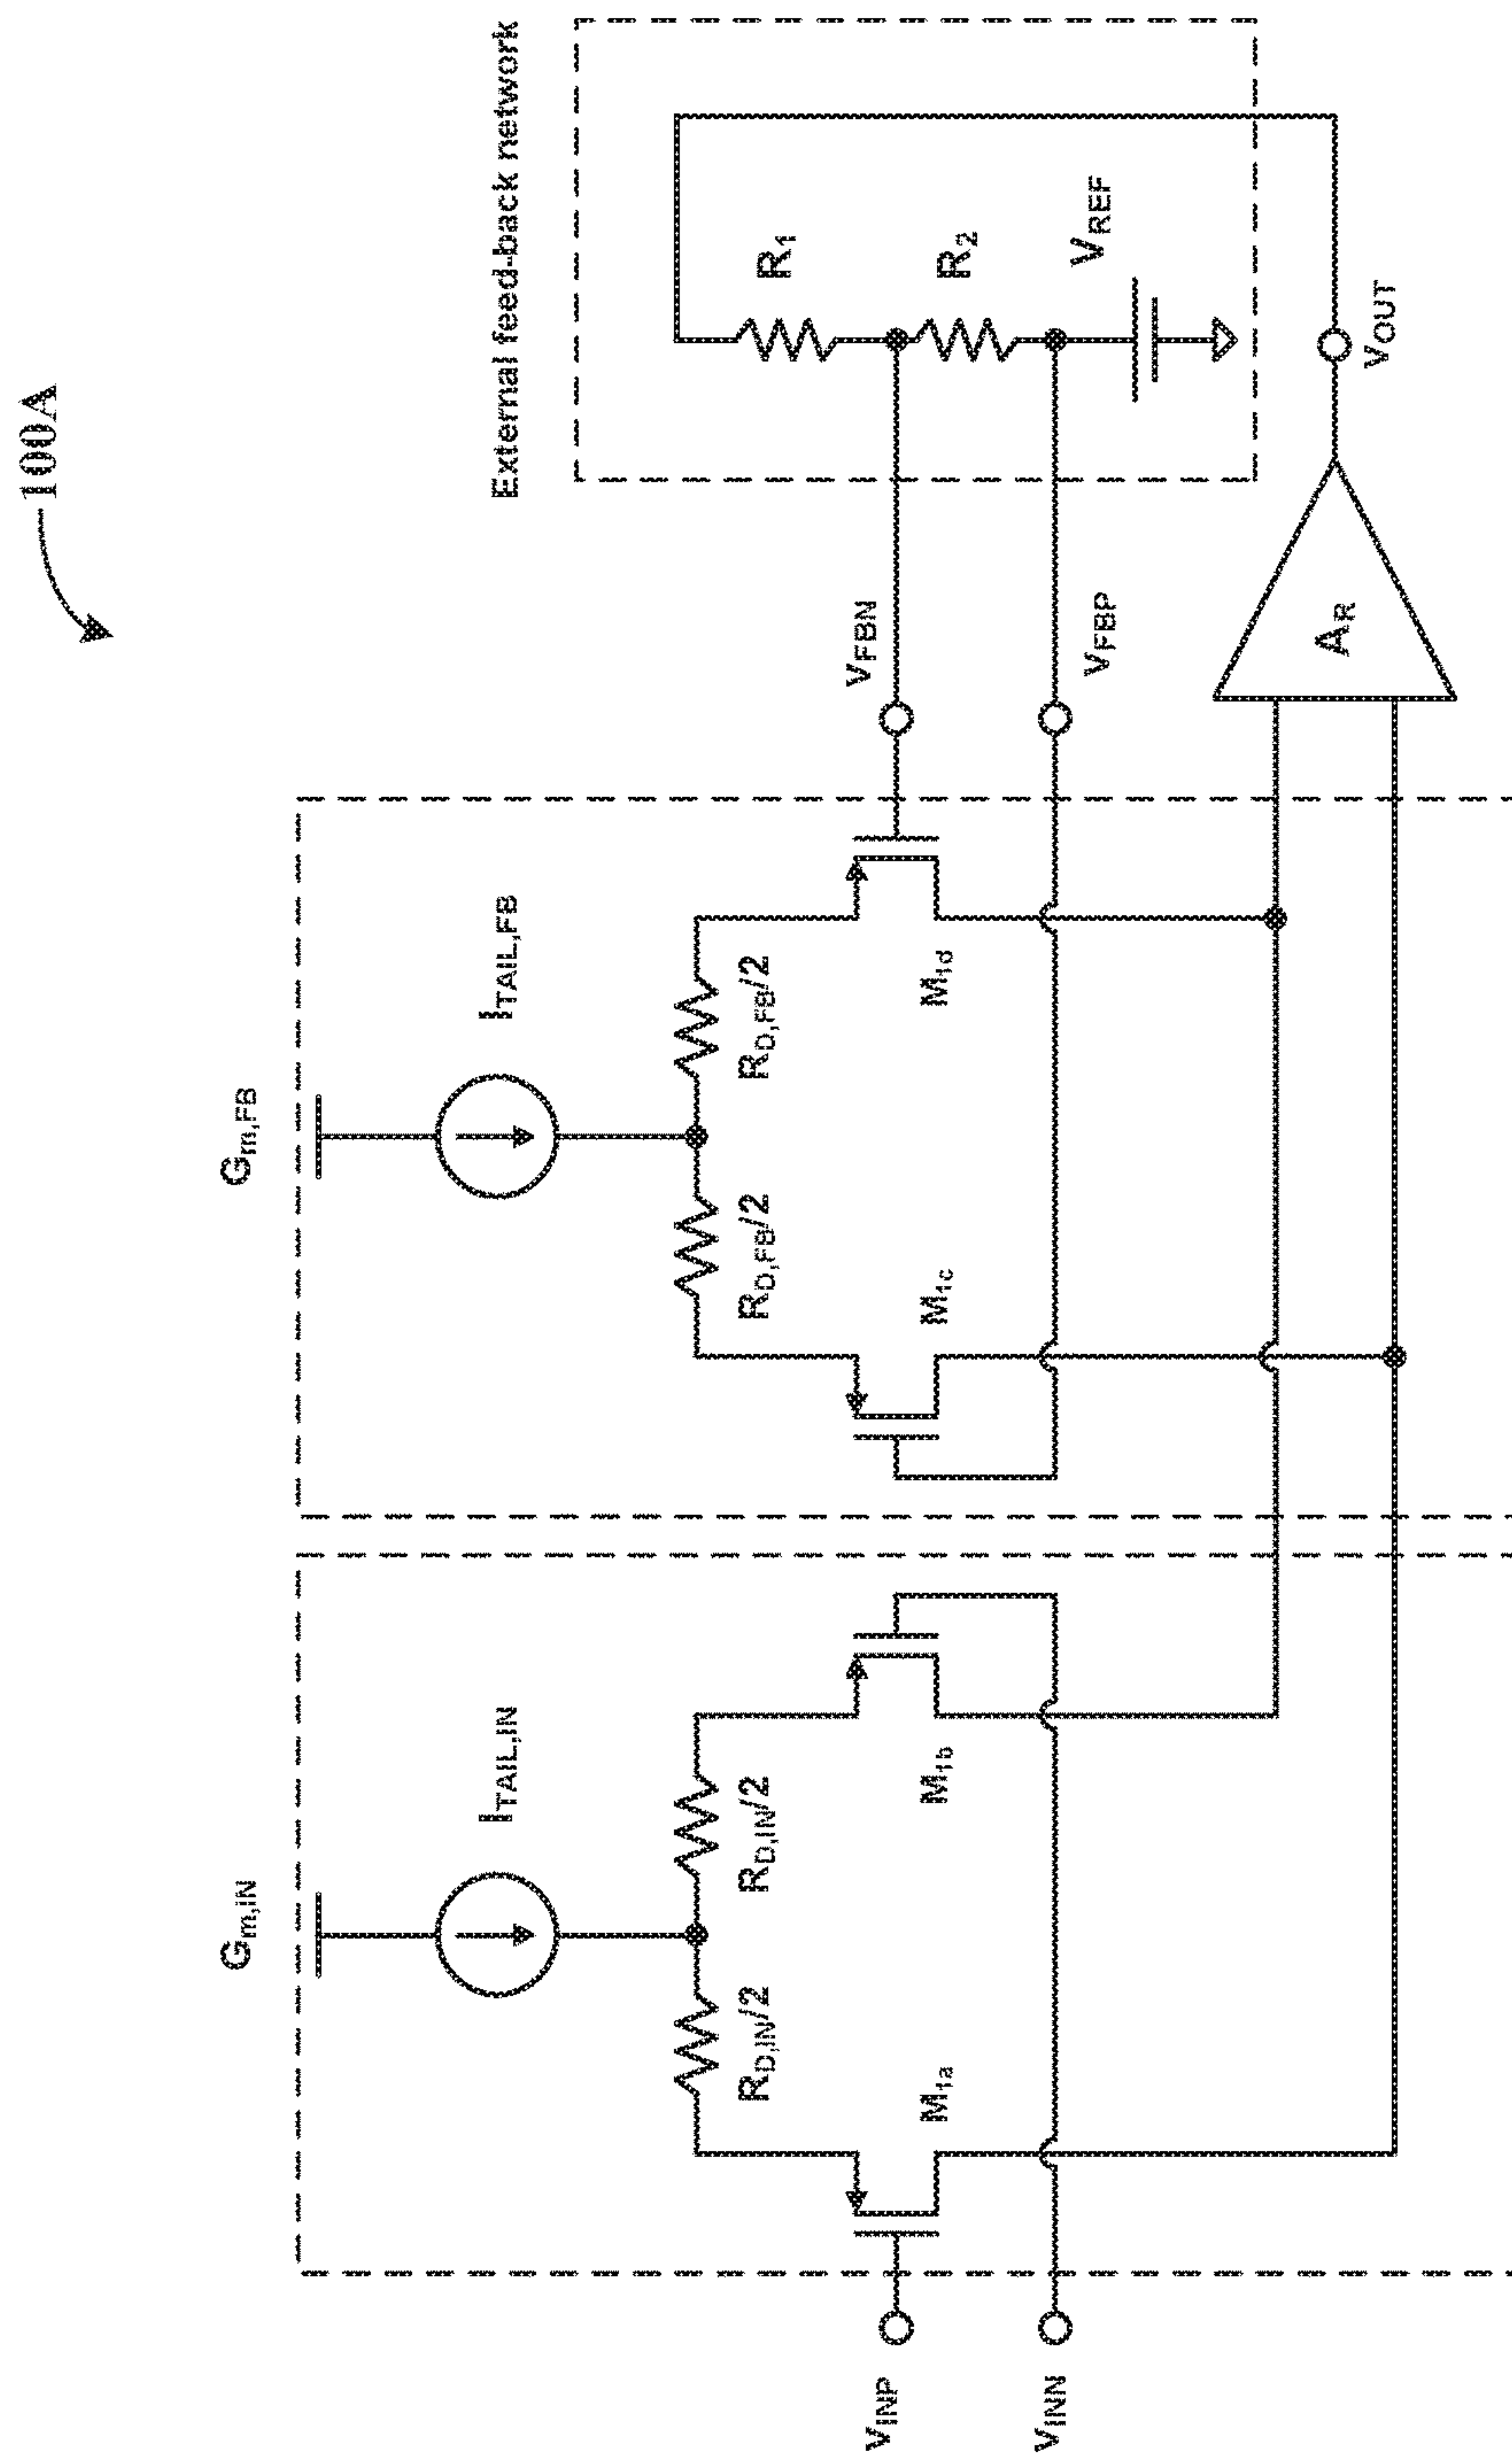 100A
External feed-back network
Gm,IN
Gm,FB
ITAIL,IN
ITAIL,FB
RD,IN/2
RD,IN/2
RD,FB/2
RD,FB/2
R1
R2
VREF
VINP
VINN
M1a
M1b
M1c
M1d
VFBN
VFBP
AR
VOUT